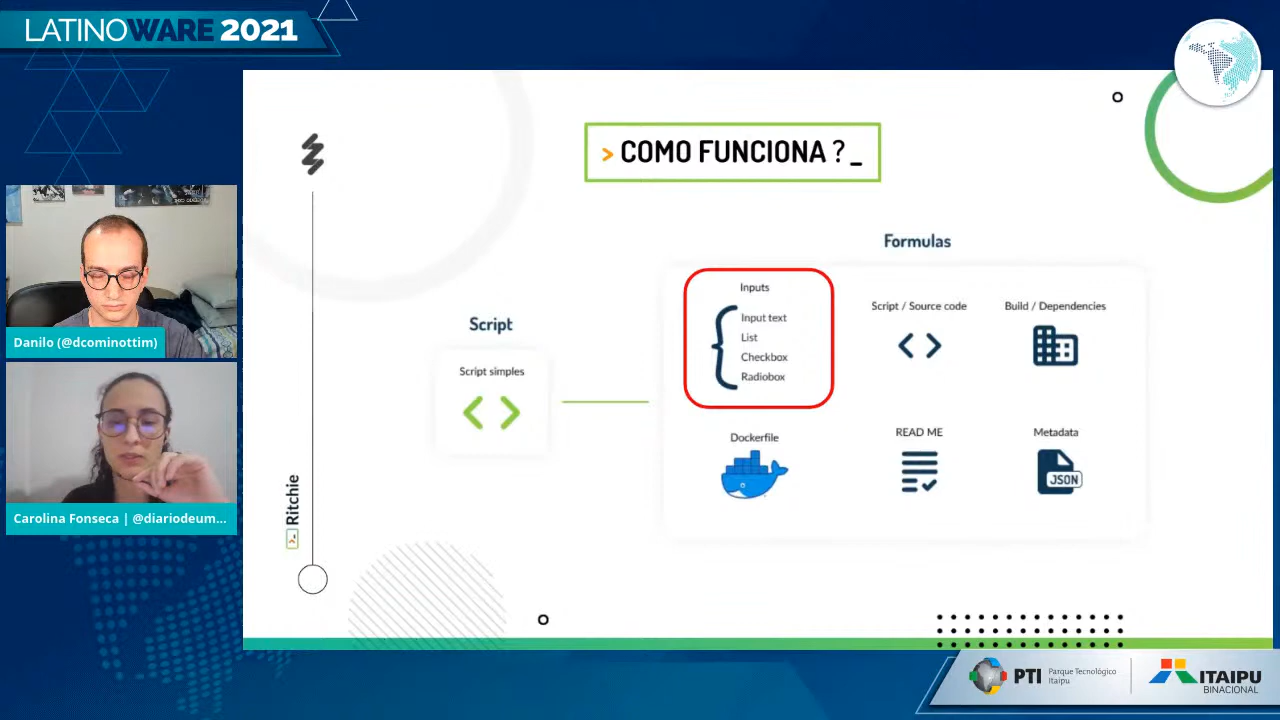 LATINOWARE 2021
> COMO FUNCIONA ? _
Formulas
Script
Script simples
Inputs
Input text
List
Checkbox
Radiobox
Script / Source code
Build / Dependencies
Dockerfile
READ ME
Metadata
JSON
>_ Ritchie
Danilo (@dcominottim)
Carolina Fonseca | @diariodeum...
PTI
Parque Tecnológico
Itaipu
ITAIPU
BINACIONAL